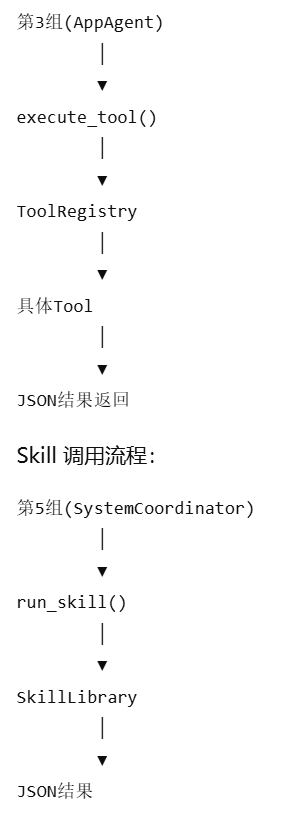 第3组(AppAgent)
│
▼
execute_tool()
│
▼
ToolRegistry
│
▼
具体Tool
│
▼
JSON结果返回
Skill 调用流程：
第5组(SystemCoordinator)
│
▼
run_skill()
│
▼
SkillLibrary
│
▼
JSON结果